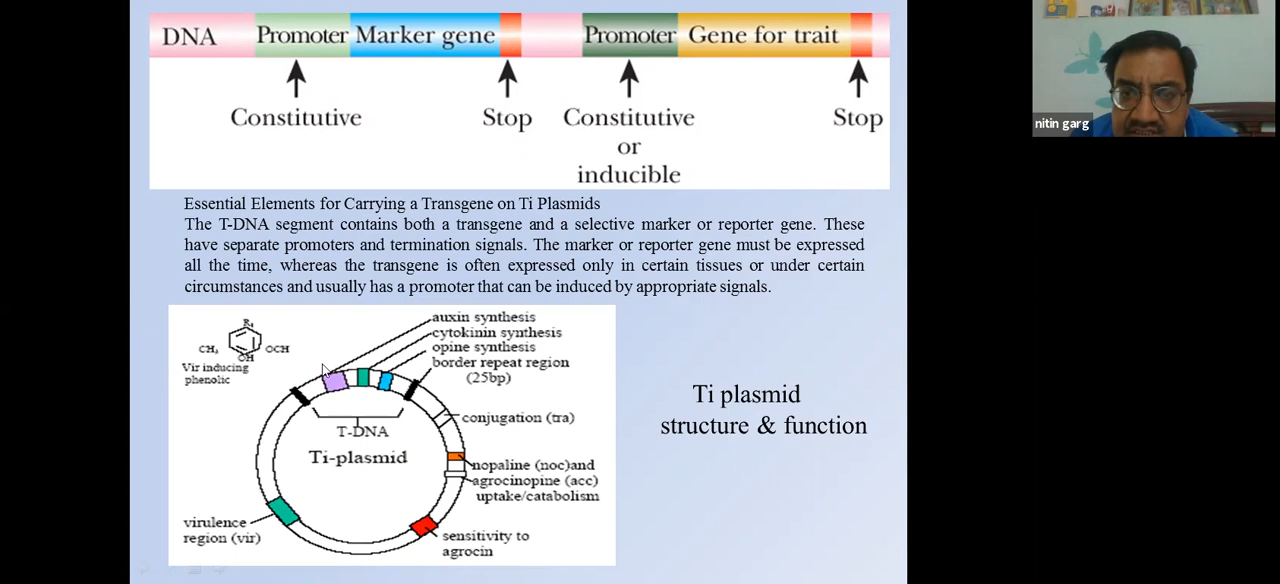 DNA Promoter Marker gene Promoter Gene for trait
Constitutive Stop Constitutive Stop
or
inducible
nitin garg
Essential Elements for Carrying a Transgene on Ti Plasmids
The T-DNA segment contains both a transgene and a selective marker or reporter gene. These
have separate promoters and termination signals. The marker or reporter gene must be expressed
all the time, whereas the transgene is often expressed only in certain tissues or under certain
circumstances and usually has a promoter that can be induced by appropriate signals.
R₁
CH₃ OCH
OH
Vir inducing
phenolic
auxin synthesis
cytokinin synthesis
opine synthesis
border repeat region
(25bp)
conjugation (tra)
T-DNA
Ti-plasmid
nopaline (noc)and
agrocinopine (acc)
uptake/catabolism
virulence
region (vir)
sensitivity to
agrocin
Ti plasmid
structure & function